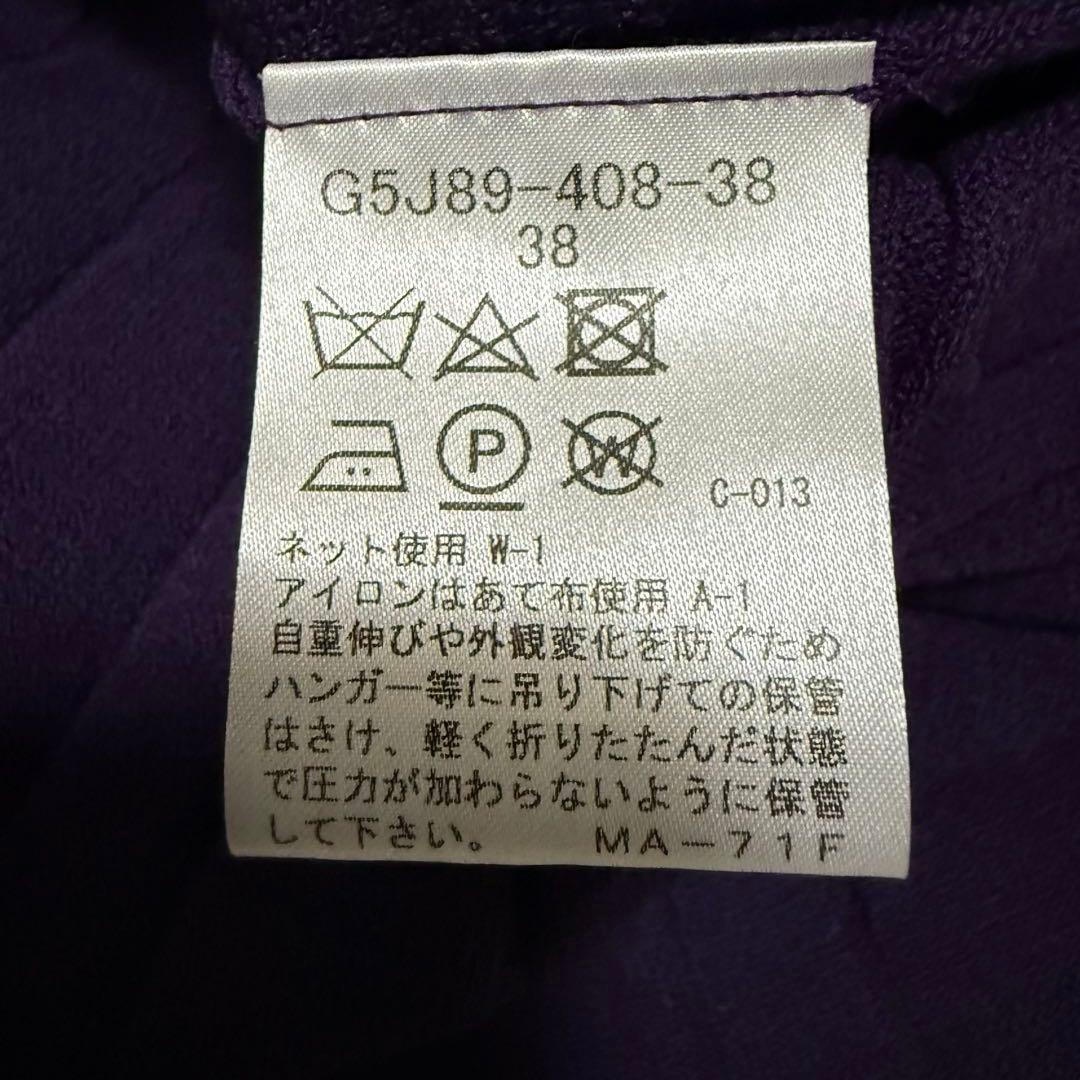 G5J89-408-38
38
P W C-013
ネット使用 W-1
アイロンはあて布使用 A-1
自重伸びや外観変化を防ぐため
ハンガー等に吊り下げての保管
はさけ、軽く折りたたんだ状態
で圧力が加わらないように保管
して下さい。 MA-71F